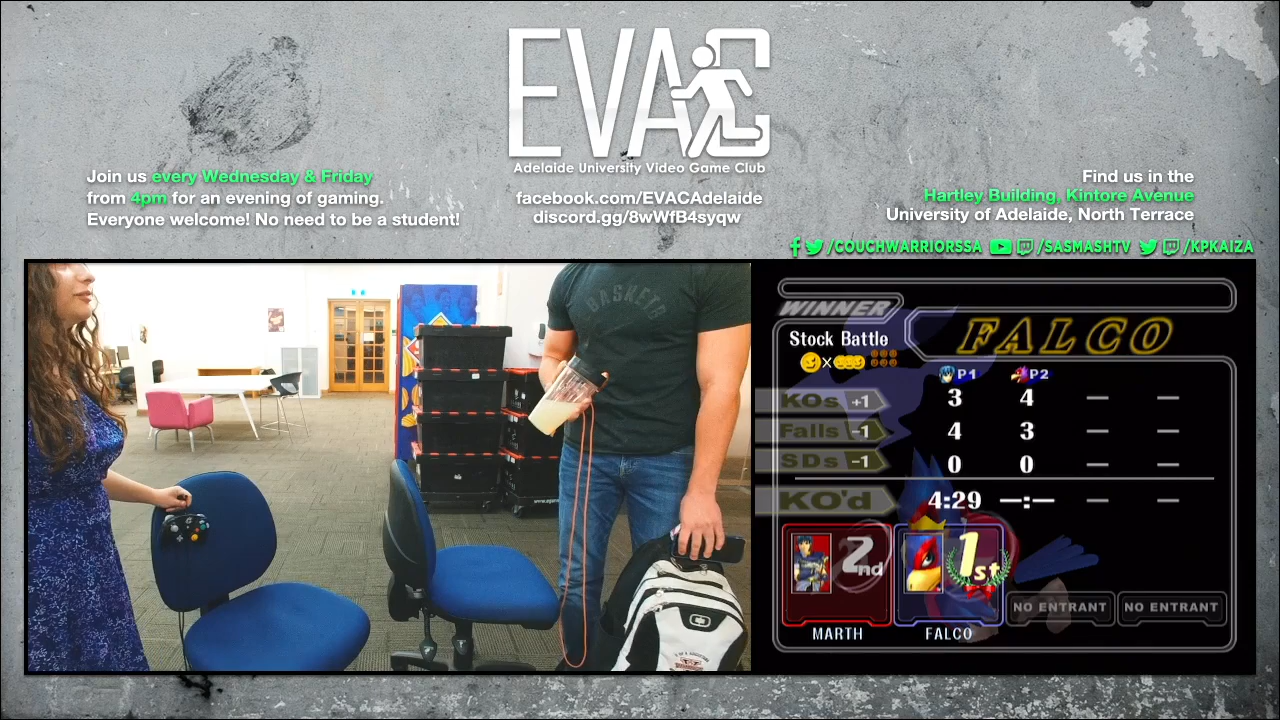 EVAC
Adelaide University Video Game Club
facebook.com/EVACAdelaide
discord.gg/8wWfB4syqw
Join us every Wednesday & Friday
from 4pm for an evening of gaming.
Everyone welcome! No need to be a student!
Find us in the
Hartley Building, Kintore Avenue
University of Adelaide, North Terrace
/COUCHWARRIORSSA /SASMASHTV /KPKAIZA
WINNER
FALCO
Stock Battle
P1 P2
KOs +1 3 4 — —
Falls -1 4 3 — —
SDs -1 0 0 — —
KO'd 4:29 —:— — —
2nd 1st
NO ENTRANT NO ENTRANT
MARTH FALCO